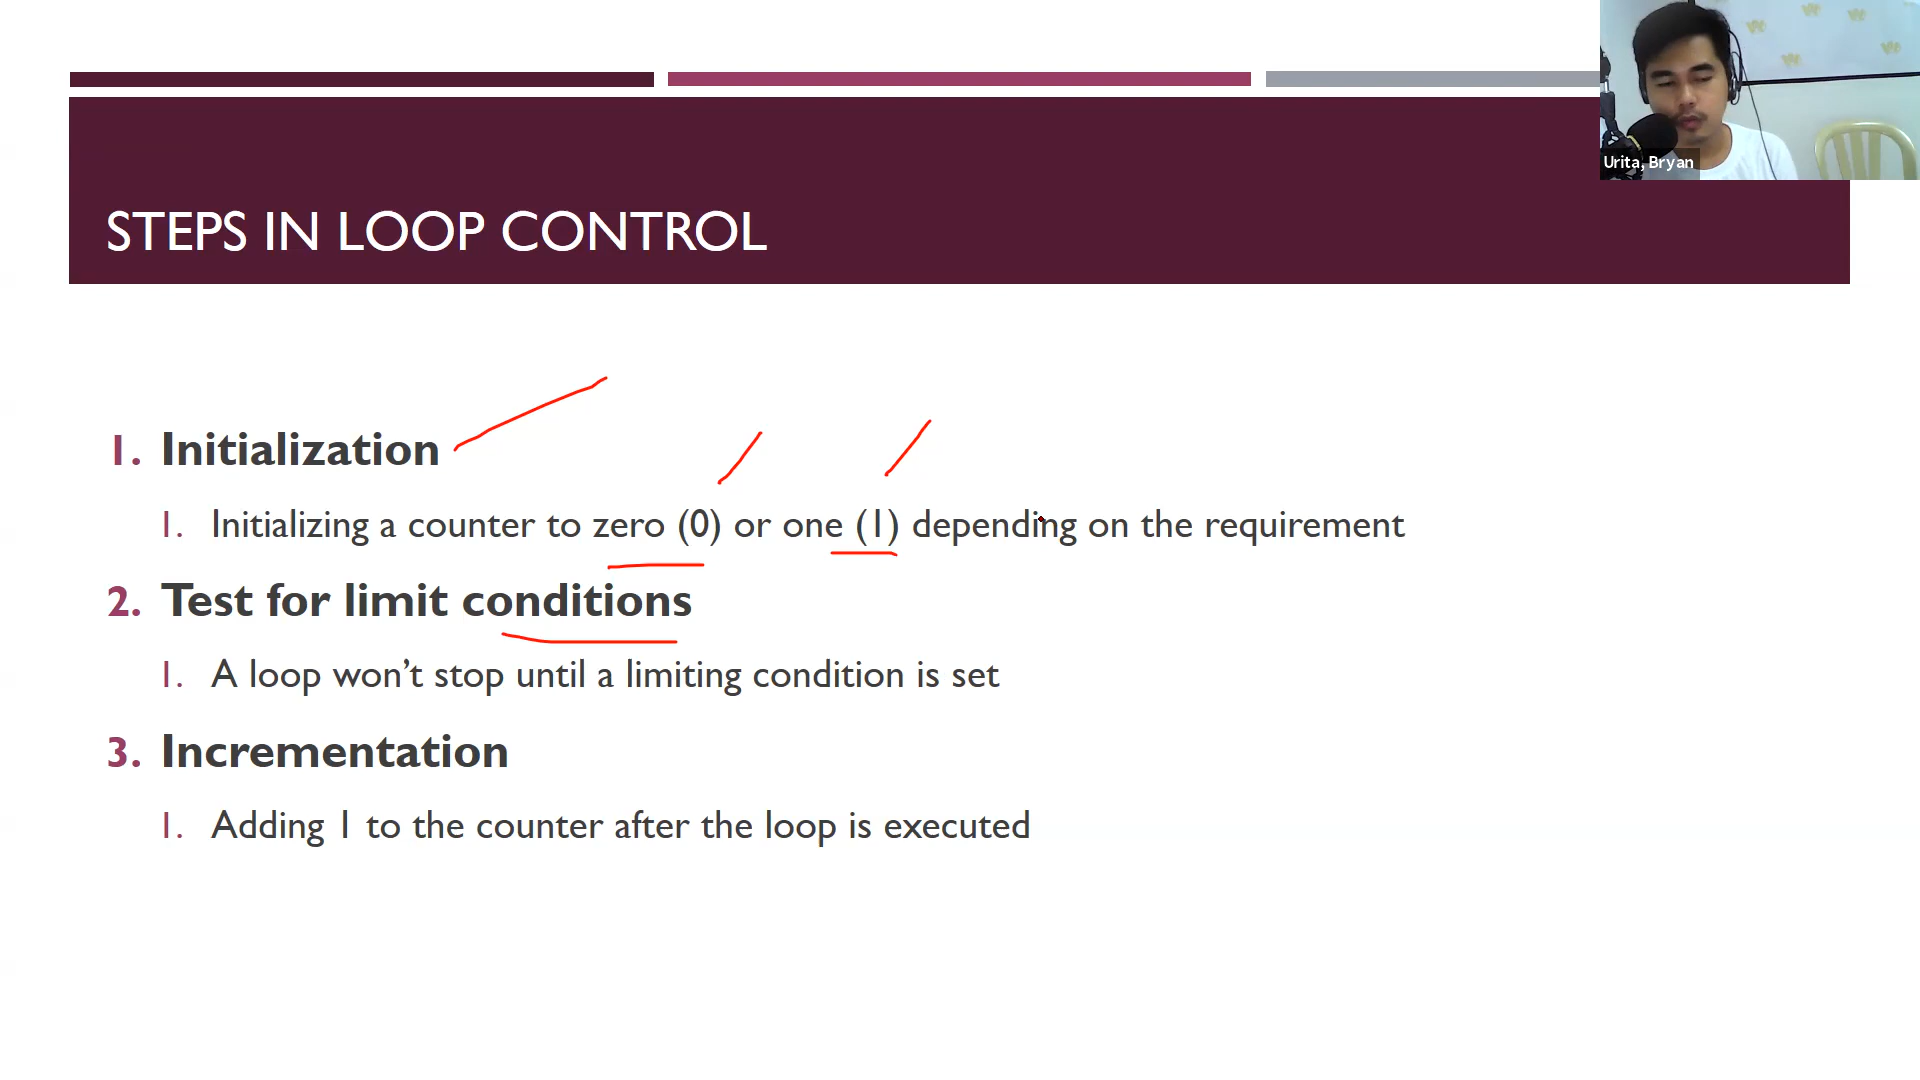 Urita, Bryan
STEPS IN LOOP CONTROL
1. Initialization
1. Initializing a counter to zero (0) or one (1) depending on the requirement
2. Test for limit conditions
1. A loop won’t stop until a limiting condition is set
3. Incrementation
1. Adding 1 to the counter after the loop is executed